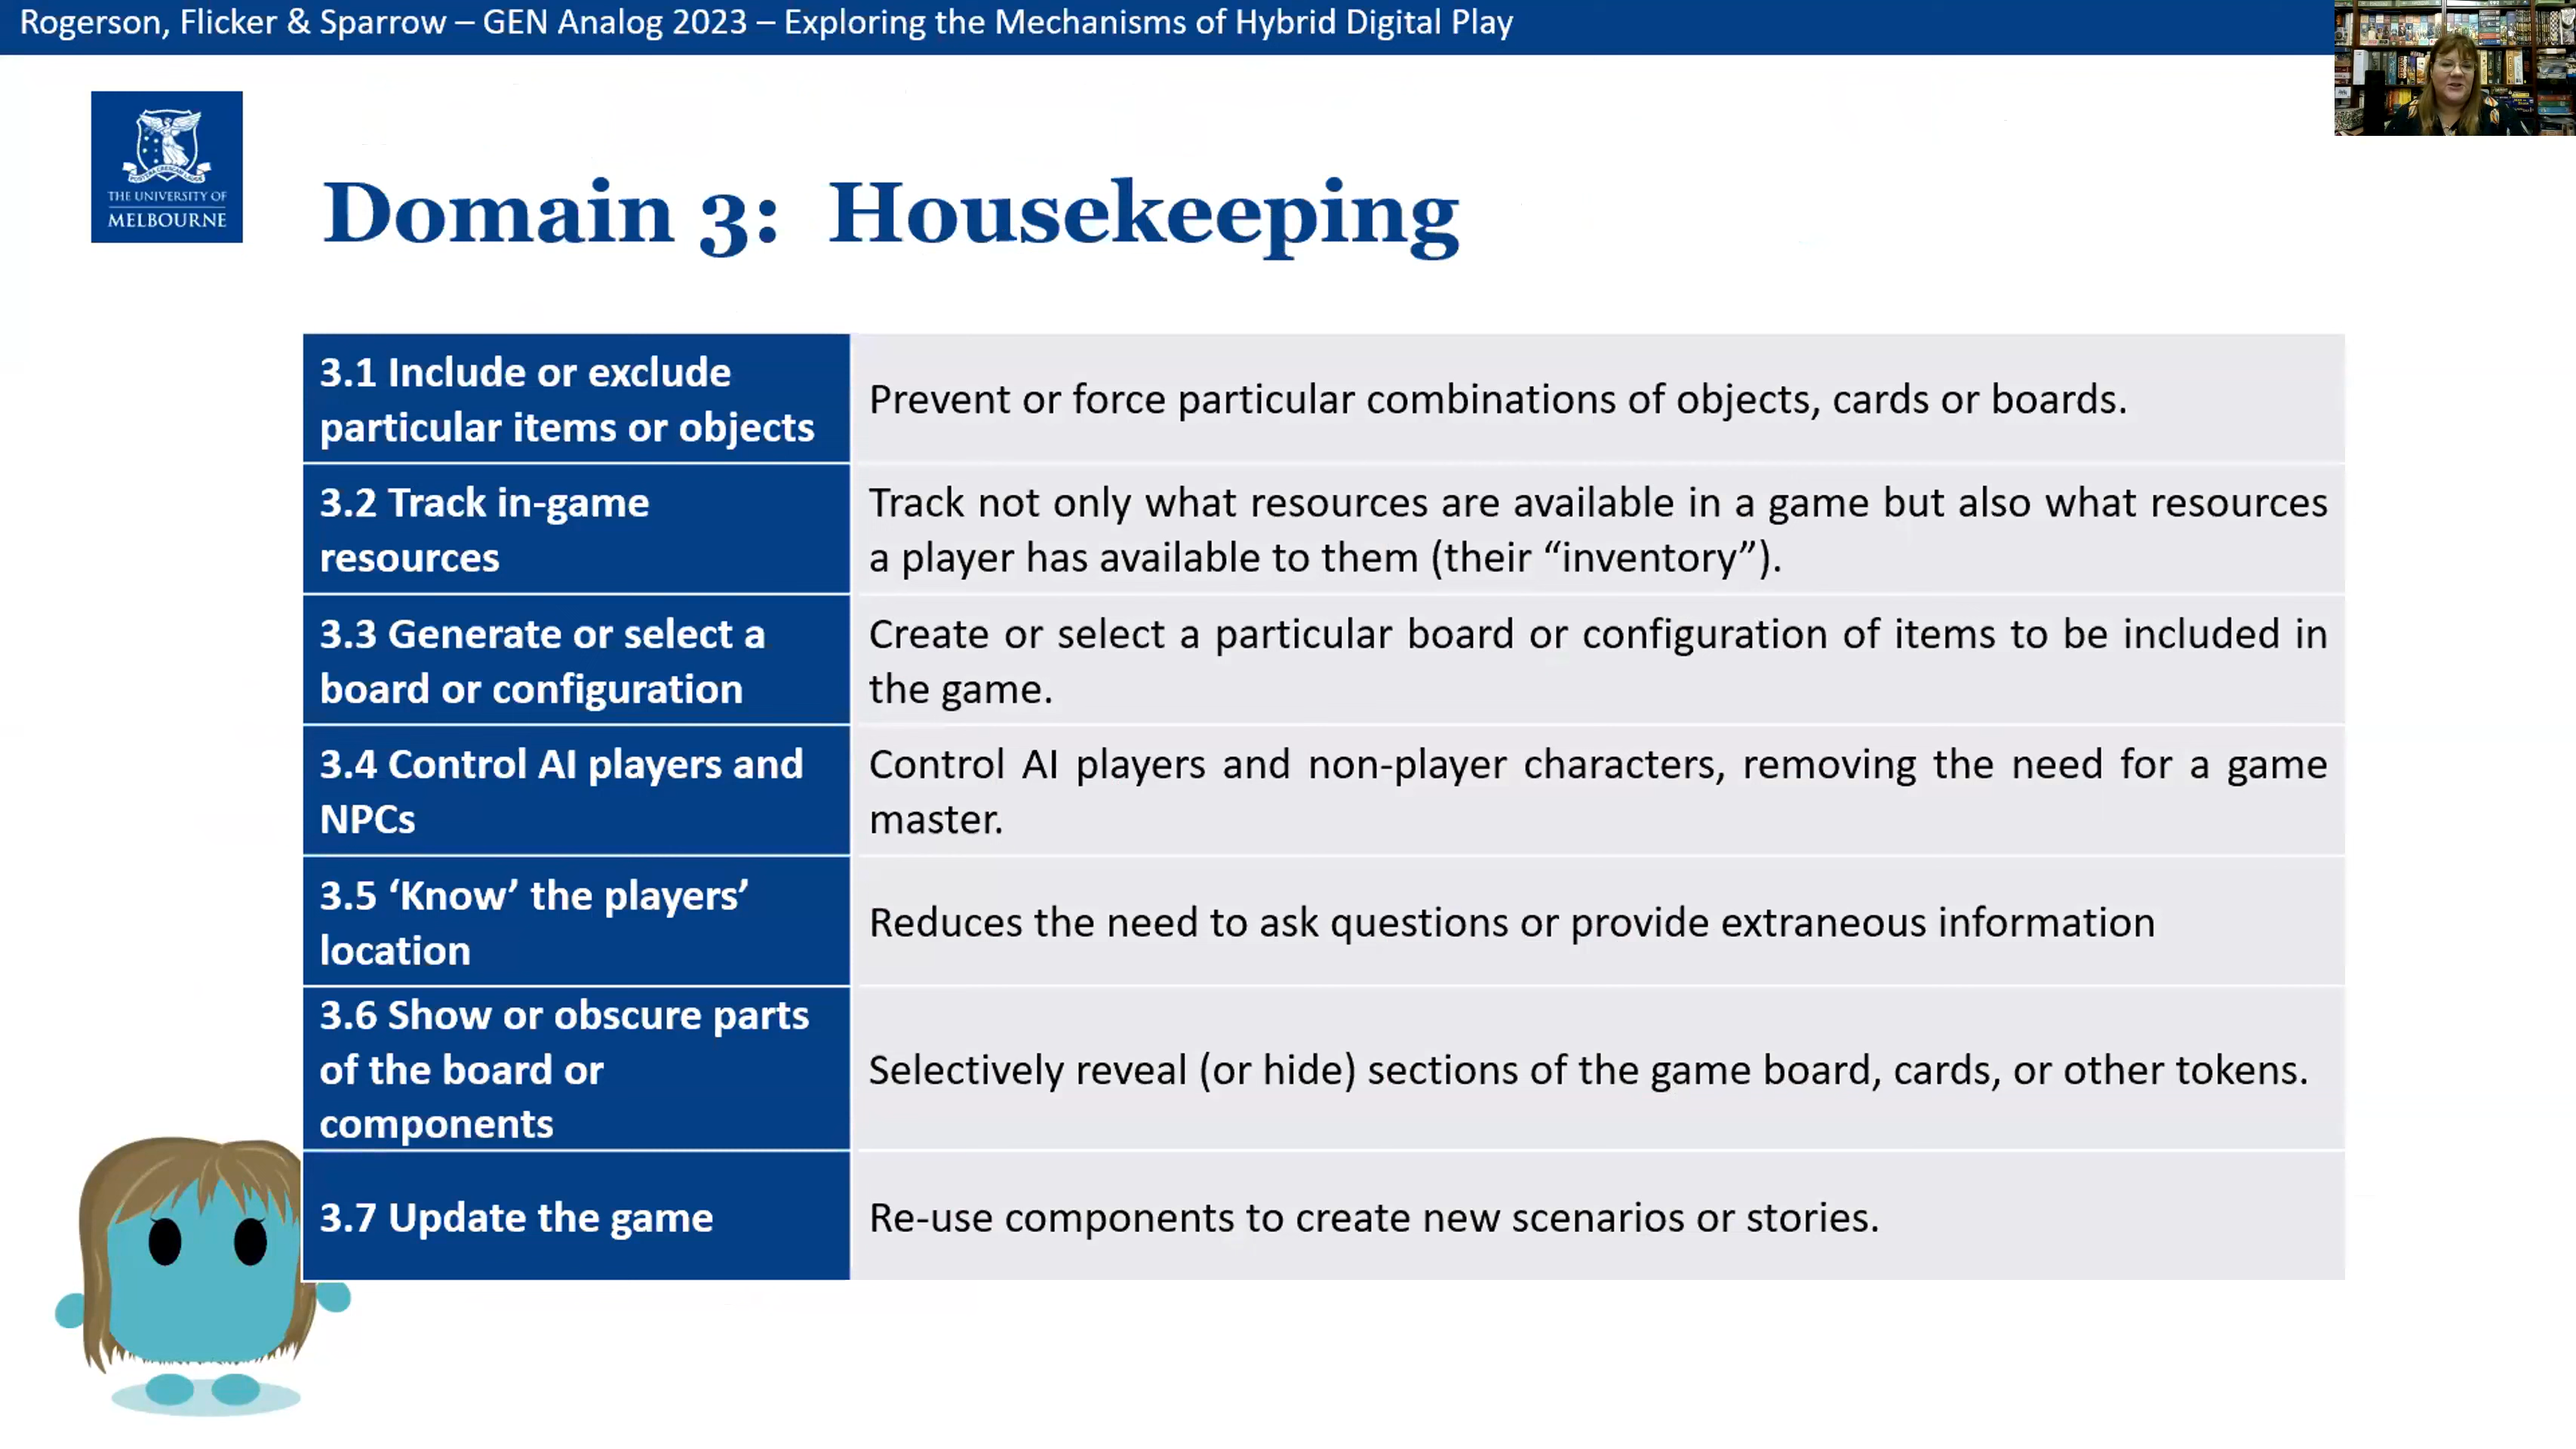 Rogerson, Flicker & Sparrow – GEN Analog 2023 – Exploring the Mechanisms of Hybrid Digital Play
THE UNIVERSITY OF
MELBOURNE
Domain 3: Housekeeping
3.1 Include or exclude
particular items or objects
Prevent or force particular combinations of objects, cards or boards.
3.2 Track in-game
resources
Track not only what resources are available in a game but also what resources
a player has available to them (their “inventory”).
3.3 Generate or select a
board or configuration
Create or select a particular board or configuration of items to be included in
the game.
3.4 Control AI players and
NPCs
Control AI players and non-player characters, removing the need for a game
master.
3.5 ‘Know’ the players’
location
Reduces the need to ask questions or provide extraneous information
3.6 Show or obscure parts
of the board or
components
Selectively reveal (or hide) sections of the game board, cards, or other tokens.
3.7 Update the game
Re-use components to create new scenarios or stories.